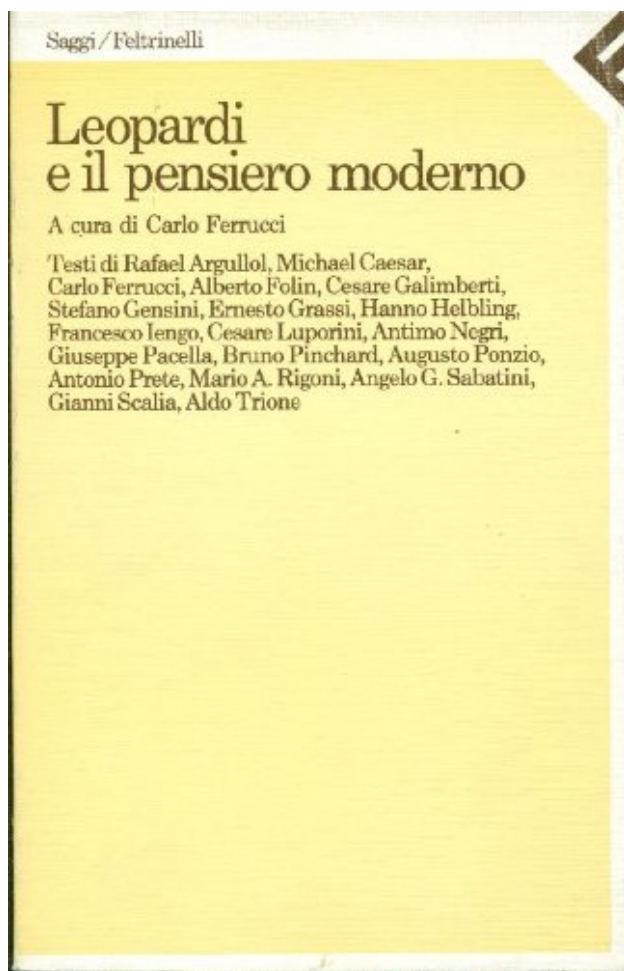 Saggi/Feltrinelli
Leopardi
e il pensiero moderno
A cura di Carlo Ferrucci
Testi di Rafael Argullol, Michael Caesar,
Carlo Ferrucci, Alberto Folin, Cesare Galimberti,
Stefano Gensini, Ernesto Grassi, Hanno Helbling,
Francesco Iengo, Cesare Luporini, Antimo Negri,
Giuseppe Pacella, Bruno Pinchard, Augusto Ponzio,
Antonio Prete, Mario A. Rigoni, Angelo G. Sabatini,
Gianni Scalia, Aldo Trione